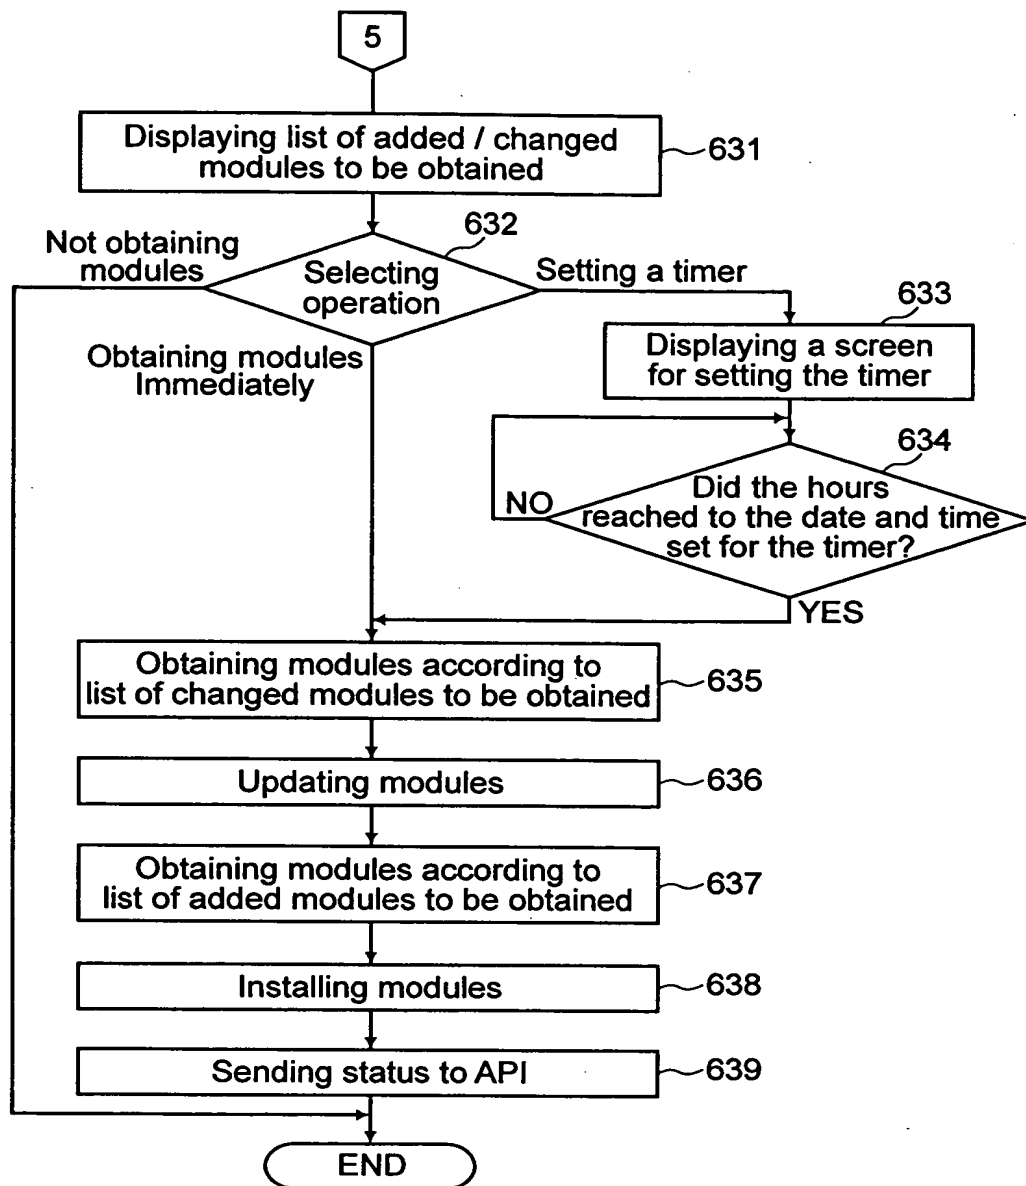 5
Displaying list of added / changed
modules to be obtained
631
632
Not obtaining
modules
Selecting
operation
Setting a timer
633
Obtaining modules
Immediately
Displaying a screen
for setting the timer
634
NO
Did the hours
reached to the date and time
set for the timer?
YES
Obtaining modules according to
list of changed modules to be obtained
635
Updating modules
636
Obtaining modules according to
list of added modules to be obtained
637
Installing modules
638
Sending status to API
639
END